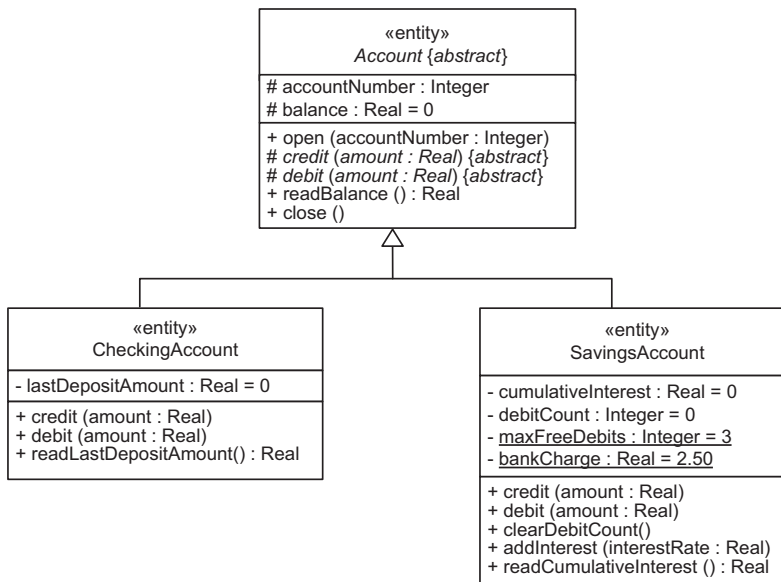 «entity»
Account {abstract}
# accountNumber : Integer
# balance : Real = 0
+ open (accountNumber : Integer)
# credit (amount : Real) {abstract}
# debit (amount : Real) {abstract}
+ readBalance () : Real
+ close ()
«entity»
CheckingAccount
- lastDepositAmount : Real = 0
+ credit (amount : Real)
+ debit (amount : Real)
+ readLastDepositAmount() : Real
«entity»
SavingsAccount
- cumulativeInterest : Real = 0
- debitCount : Integer = 0
- maxFreeDebits : Integer = 3
- bankCharge : Real = 2.50
+ credit (amount : Real)
+ debit (amount : Real)
+ clearDebitCount()
+ addInterest (interestRate : Real)
+ readCumulativeInterest () : Real